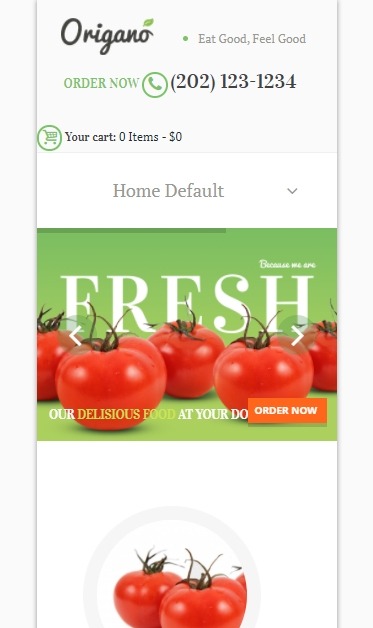 Origano
Eat Good, Feel Good
ORDER NOW (202) 123-1234
Your cart: 0 Items - $0
Home Default
Because we are
FRESH
OUR DELISIOUS FOOD AT YOUR DO
ORDER NOW